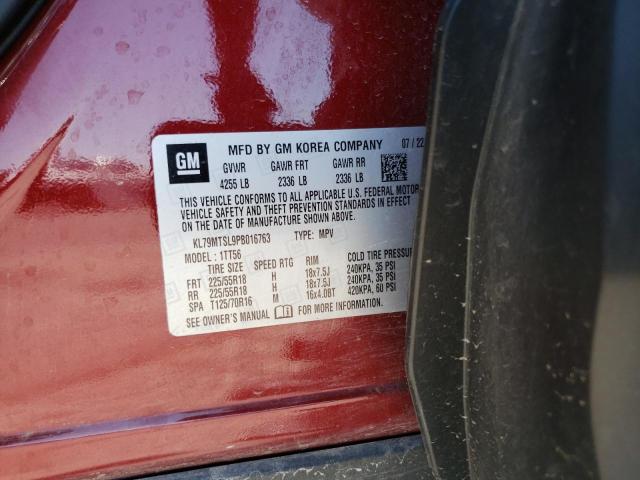 GM MFD BY GM KOREA COMPANY 07 / 22
GVWR GAWR FRT GAWR RR
4255 LB 2336 LB 2336 LB
THIS VEHICLE CONFORMS TO ALL APPLICABLE U.S. FEDERAL MOTOR
VEHICLE SAFETY AND THEFT PREVENTION STANDARDS IN EFFECT
ON THE DATE OF MANUFACTURE SHOWN ABOVE.
KL79MTSL9PB016763 TYPE: MPV
MODEL: 1TT56
TIRE SIZE SPEED RTG RIM COLD TIRE PRESSUR
FRT 225/55R18 H 18x7.5J 240KPA, 35 PSI
RR 225/55R18 H 18x7.5J 240KPA, 35 PSI
SPA T125/70R16 M 16x4.0BT 420KPA, 60 PSI
SEE OWNER'S MANUAL FOR MORE INFORMATION